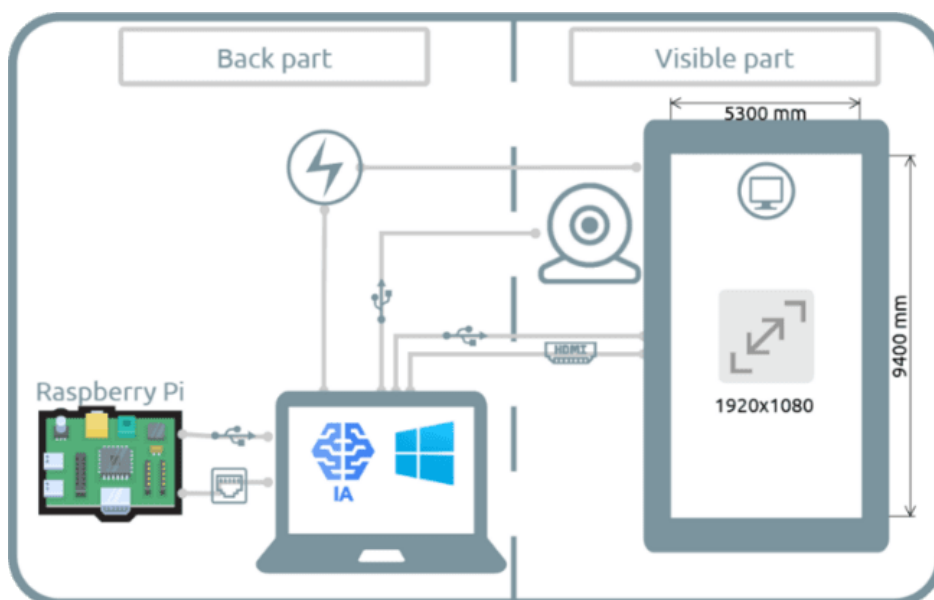 Back part
Visible part
5300 mm
9400 mm
HDMI
1920x1080
Raspberry Pi
IA